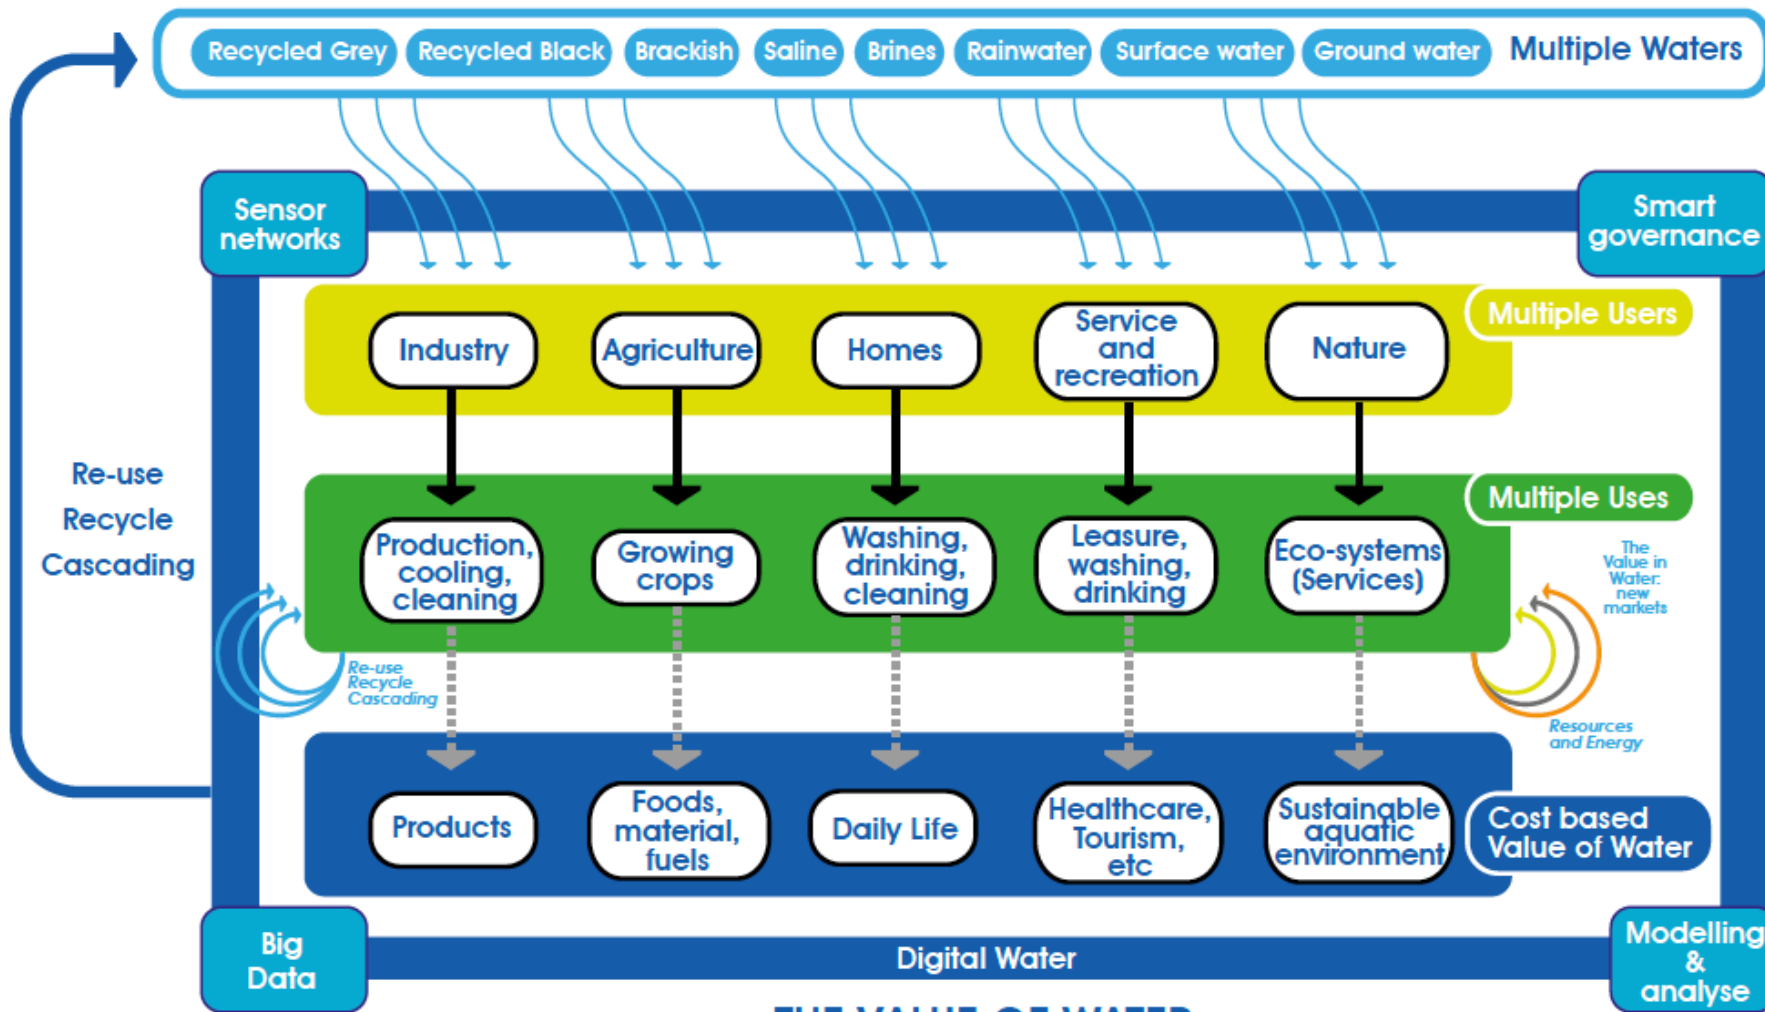 Recycled Grey
Recycled Black
Brackish
Saline
Brines
Rainwater
Surface water
Ground water
Multiple Waters
Sensor
networks
Smart
governance
Multiple Users
Industry
Agriculture
Homes
Service
and
recreation
Nature
Re-use
Recycle
Cascading
Multiple Uses
Production,
cooling,
cleaning
Growing
crops
Washing,
drinking,
cleaning
Leasure,
washing,
drinking
Eco-systems
(Services)
The
Value in
Water:
new
markets
Re-use
Recycle
Cascading
Resources
and Energy
Products
Foods,
material,
fuels
Daily Life
Healthcare,
Tourism,
etc
Sustainable
aquatic
environment
Cost based
Value of Water
Big
Data
Digital Water
Modelling
&
analyse
THE VALUE OF WATER